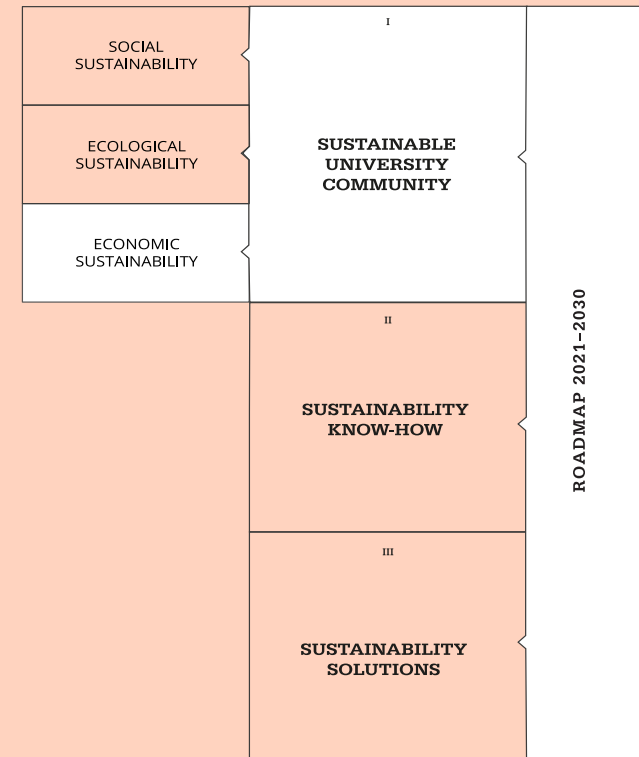 SOCIAL
SUSTAINABILITY
ECOLOGICAL
SUSTAINABILITY
ECONOMIC
SUSTAINABILITY
I
SUSTAINABLE
UNIVERSITY
COMMUNITY
II
SUSTAINABILITY
KNOW-HOW
III
SUSTAINABILITY
SOLUTIONS
ROADMAP 2021–2030